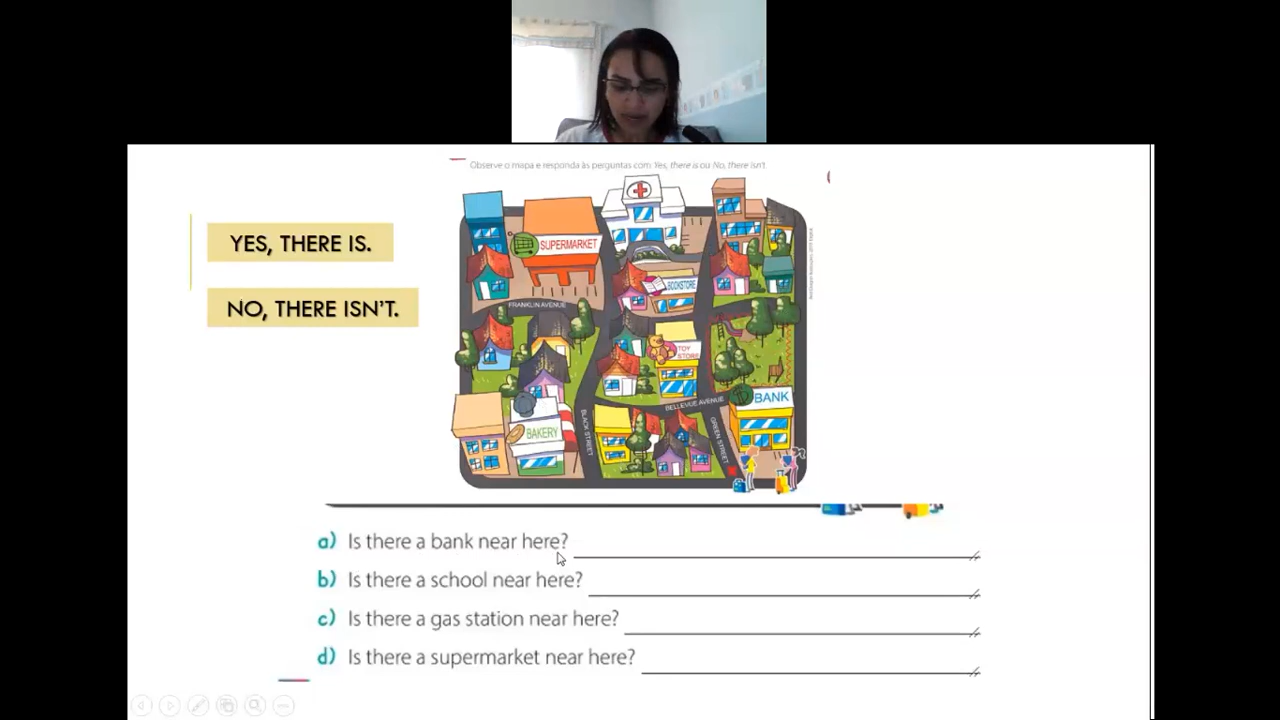 Observe o mapa e responda às perguntas com Yes, there is ou No, there isn't.
YES, THERE IS.
NO, THERE ISN'T.
SUPERMARKET
BOOKSTORE
FRANKLIN AVENUE
TOY
STORE
BELLEVUE AVENUE
BANK
BAKERY
BLACK STREET
GREEN STREET
a) Is there a bank near here?
b) Is there a school near here?
c) Is there a gas station near here?
d) Is there a supermarket near here?